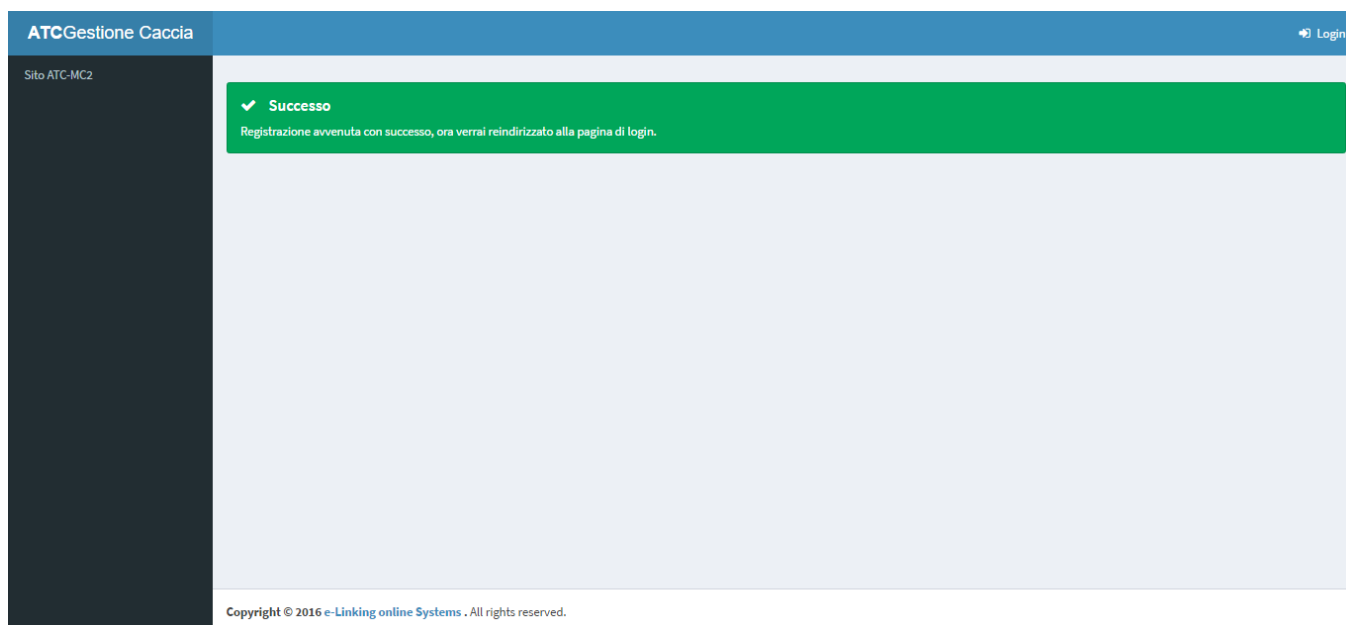 ATCGestione Caccia
Login
Sito ATC-MC2
Successo
Registrazione avvenuta con successo, ora verrai reindirizzato alla pagina di login.
Copyright © 2016 e-Linking online Systems . All rights reserved.